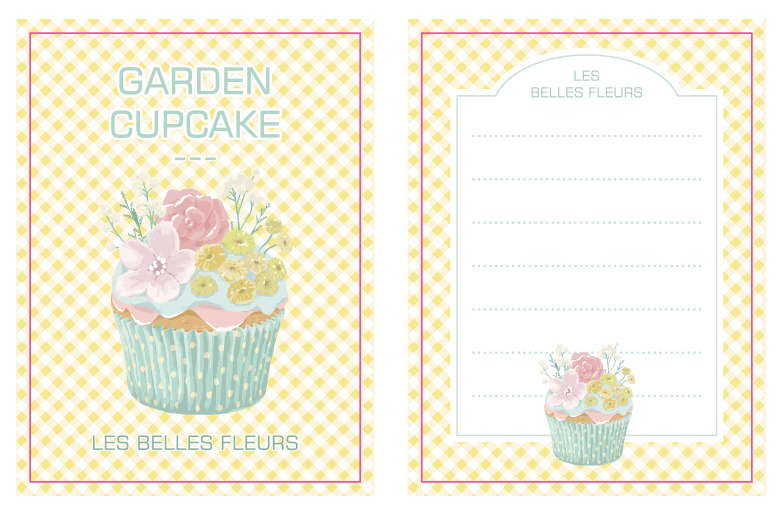 GARDEN
CUPCAKE
---
LES BELLES FLEURS
LES
BELLES FLEURS